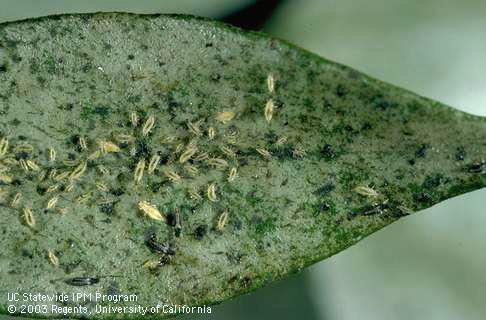 UC Statewide IPM Program
© 2003 Regents, University of California